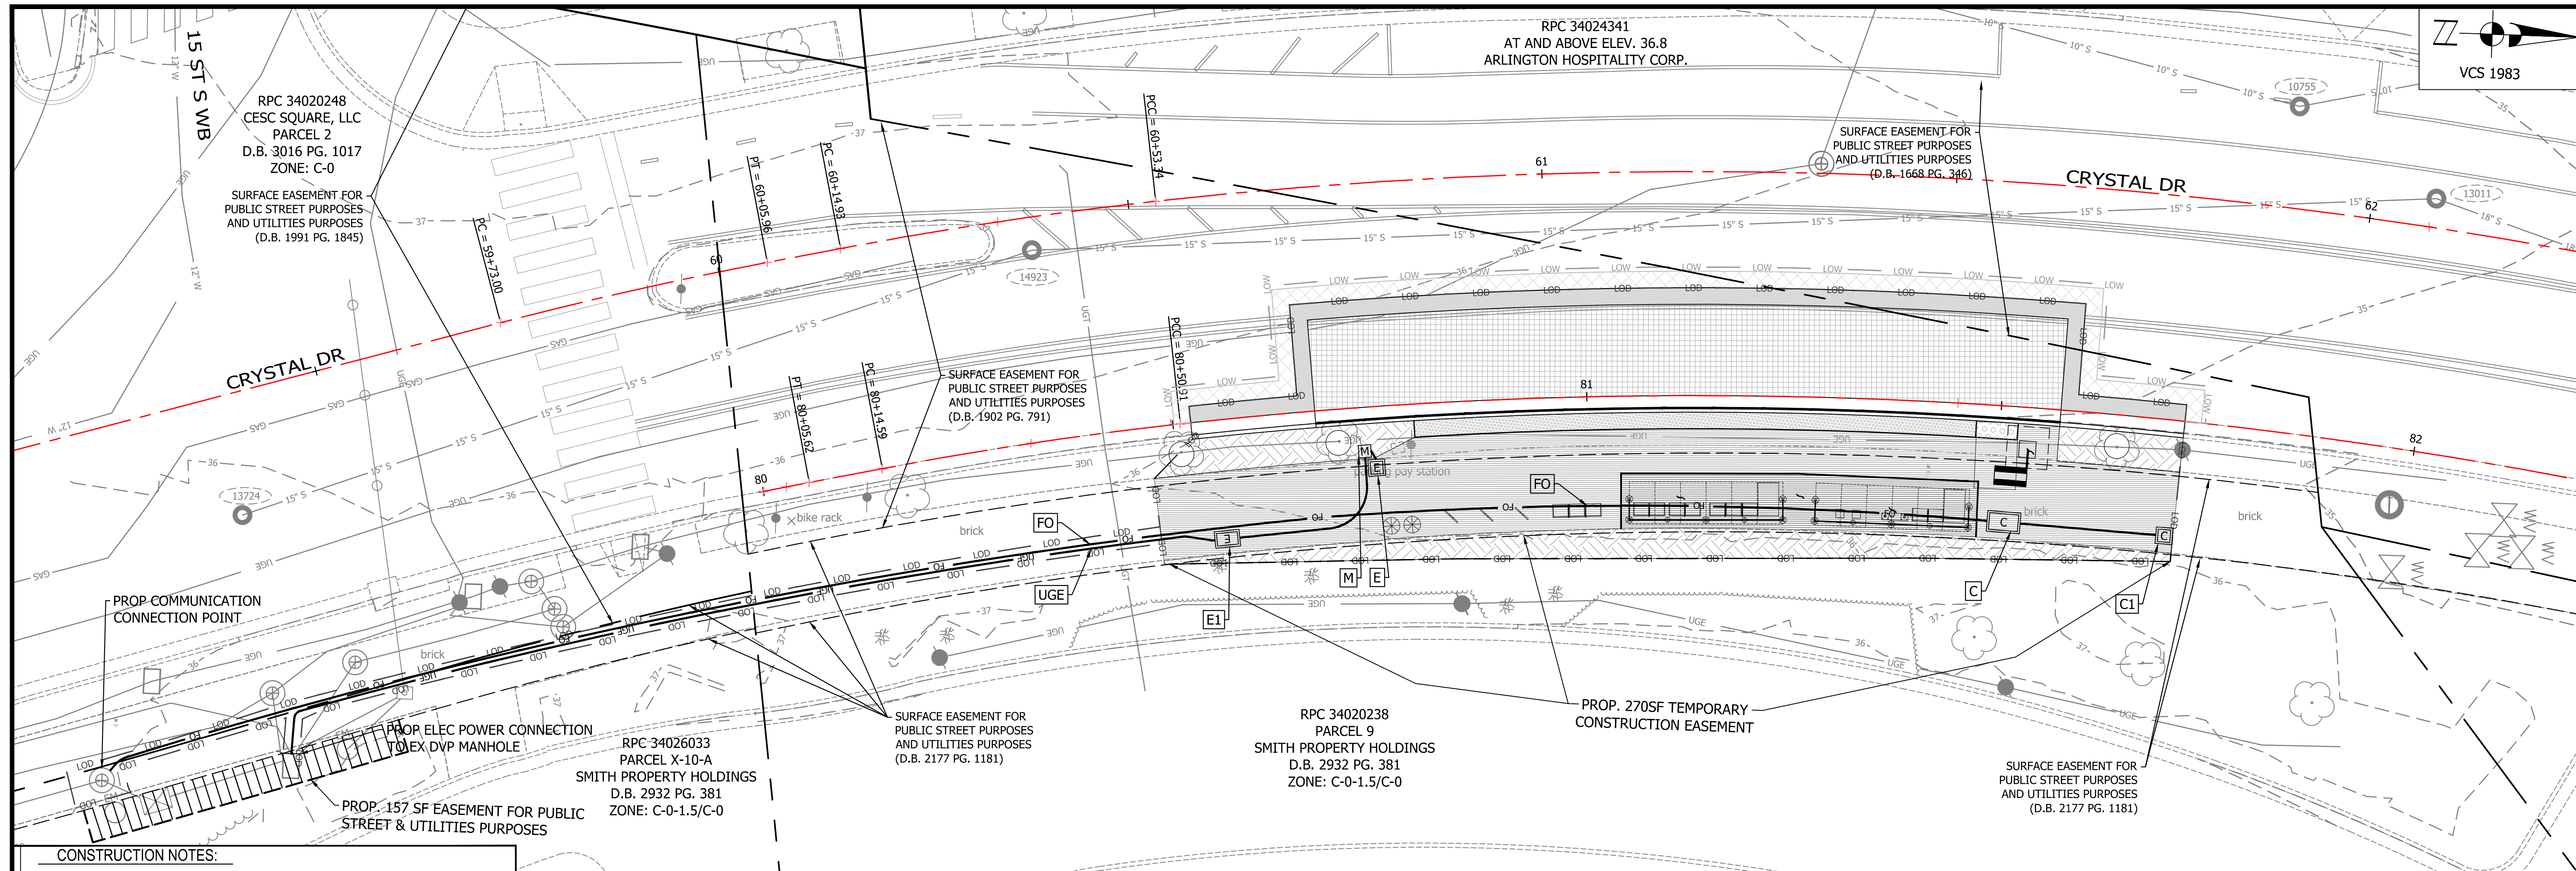 15 ST S WB
RPC 34020248
CESC SQUARE, LLC
PARCEL 2
D.B. 3016 PG. 1017
ZONE: C-0
SURFACE EASEMENT FOR
PUBLIC STREET PURPOSES
AND UTILITIES PURPOSES
(D.B. 1991 PG. 1845)
RPC 34024341
AT AND ABOVE ELEV. 36.8
ARLINGTON HOSPITALITY CORP.
VCS 1983
SURFACE EASEMENT FOR
PUBLIC STREET PURPOSES
AND UTILITIES PURPOSES
(D.B. 1668 PG. 346)
CRYSTAL DR
CRYSTAL DR
PC = 59+73.00
PT = 60+05.96
PC = 60+14.93
PCC = 60+53.34
60
61
62
10755
13011
14923
13724
PT = 80+05.62
PC = 80+14.59
PCC = 80+50.91
80
81
82
SURFACE EASEMENT FOR
PUBLIC STREET PURPOSES
AND UTILITIES PURPOSES
(D.B. 1902 PG. 791)
bike rack
brick
brick
brick
brick
FO
UGE
FO
E1
M
E
C
C1
M
E
E
C
C
PROP COMMUNICATION
CONNECTION POINT
PROP ELEC POWER CONNECTION
TO EX DVP MANHOLE
PROP. 157 SF EASEMENT FOR PUBLIC
STREET & UTILITIES PURPOSES
RPC 34026033
PARCEL X-10-A
SMITH PROPERTY HOLDINGS
D.B. 2932 PG. 381
ZONE: C-0-1.5/C-0
SURFACE EASEMENT FOR
PUBLIC STREET PURPOSES
AND UTILITIES PURPOSES
(D.B. 2177 PG. 1181)
RPC 34020238
PARCEL 9
SMITH PROPERTY HOLDINGS
D.B. 2932 PG. 381
ZONE: C-0-1.5/C-0
PROP. 270SF TEMPORARY
CONSTRUCTION EASEMENT
SURFACE EASEMENT FOR
PUBLIC STREET PURPOSES
AND UTILITIES PURPOSES
(D.B. 2177 PG. 1181)
CONSTRUCTION NOTES: